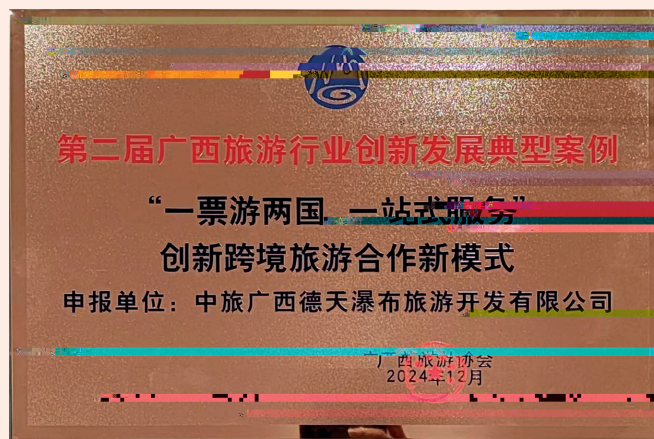 第二届广西旅游行业创新发展典型案例
“一票游两国 一站式服务”
创新跨境旅游合作新模式
申报单位：中旅广西德天瀑布旅游开发有限公司
广西旅游协会
2024年12月